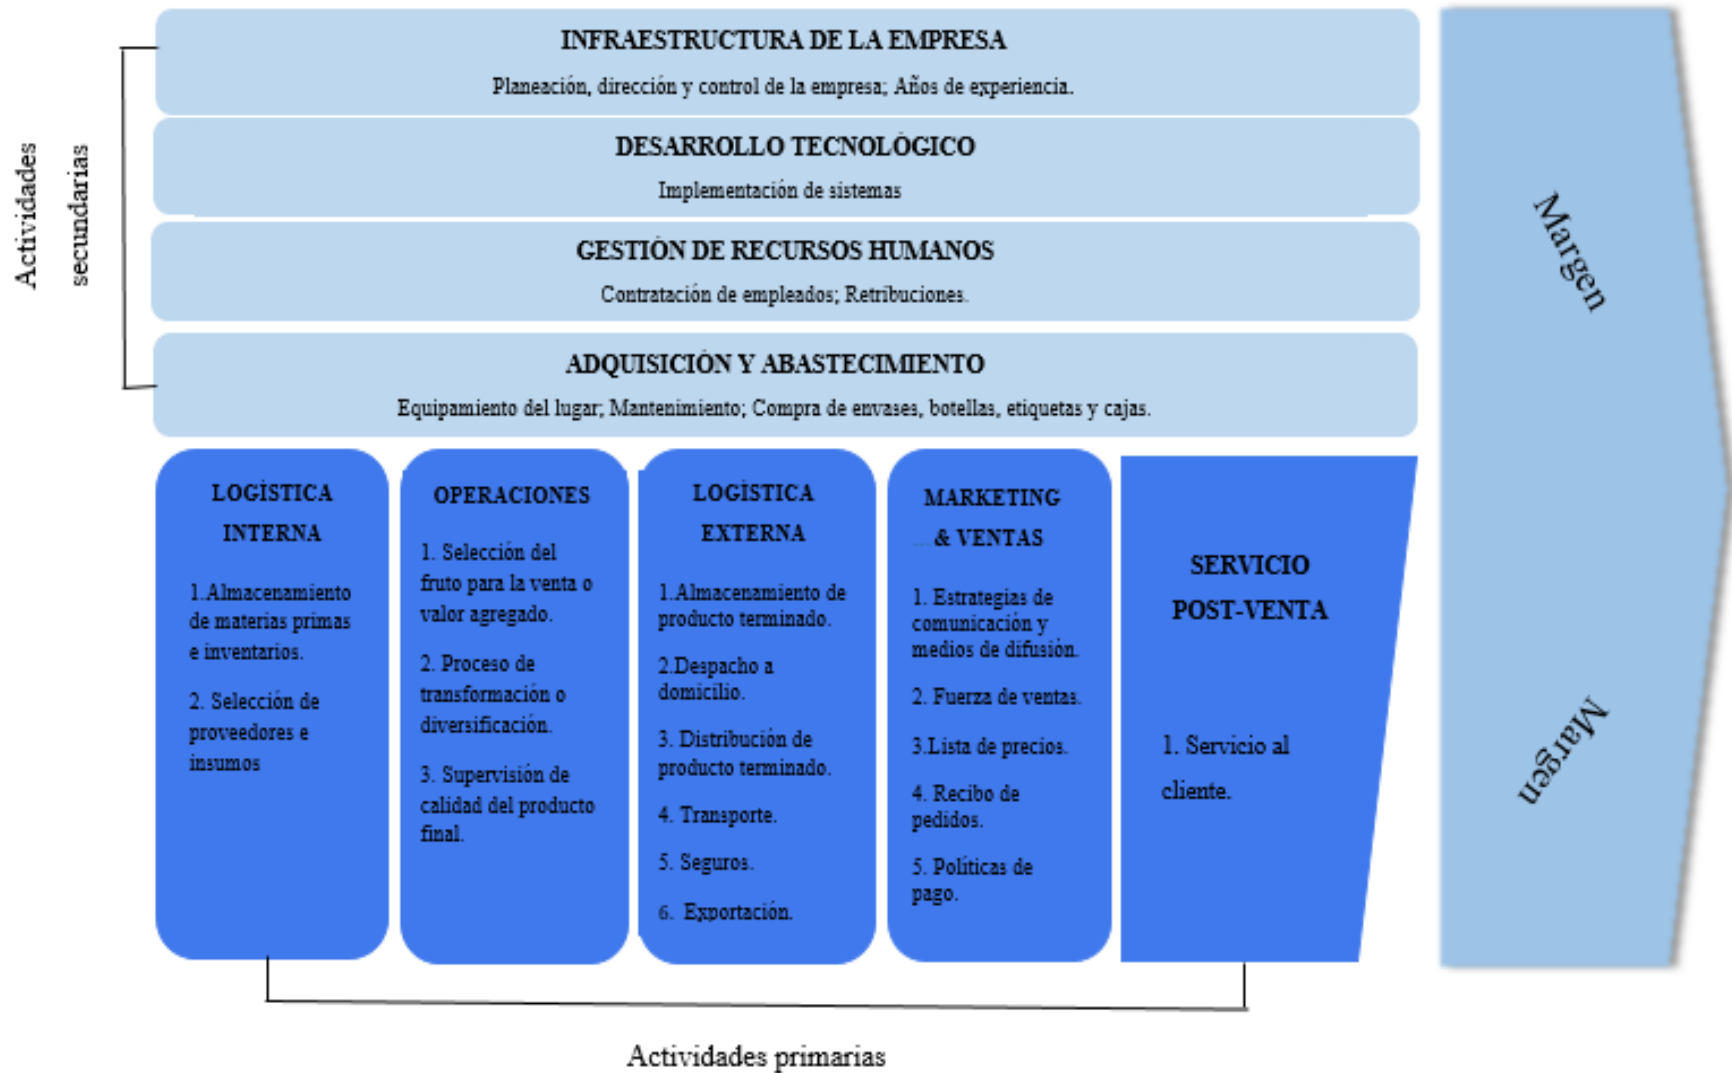 INFRAESTRUCTURA DE LA EMPRESA
Planeación, dirección y control de la empresa; Años de experiencia.
DESARROLLO TECNOLÓGICO
Implementación de sistemas
GESTIÓN DE RECURSOS HUMANOS
Contratación de empleados; Retribuciones.
ADQUISICIÓN Y ABASTECIMIENTO
Equipamiento del lugar; Mantenimiento; Compra de envases, botellas, etiquetas y cajas.
Actividades
secundarias
LOGÍSTICA
INTERNA
1.Almacenamiento
de materias primas
e inventarios.
2. Selección de
proveedores e
insumos
OPERACIONES
1. Selección del
fruto para la venta o
valor agregado.
2. Proceso de
transformación o
diversificación.
3. Supervisión de
calidad del producto
final.
LOGÍSTICA
EXTERNA
1.Almacenamiento de
producto terminado.
2.Despacho a
domicilio.
3. Distribución de
producto terminado.
4. Transporte.
5. Seguros.
6. Exportación.
MARKETING
...& VENTAS
1. Estrategias de
comunicación y
medios de difusión.
2. Fuerza de ventas.
3.Lista de precios.
4. Recibo de
pedidos.
5. Políticas de
pago.
SERVICIO
POST-VENTA
1. Servicio al
cliente.
Margen
Margen
Actividades primarias